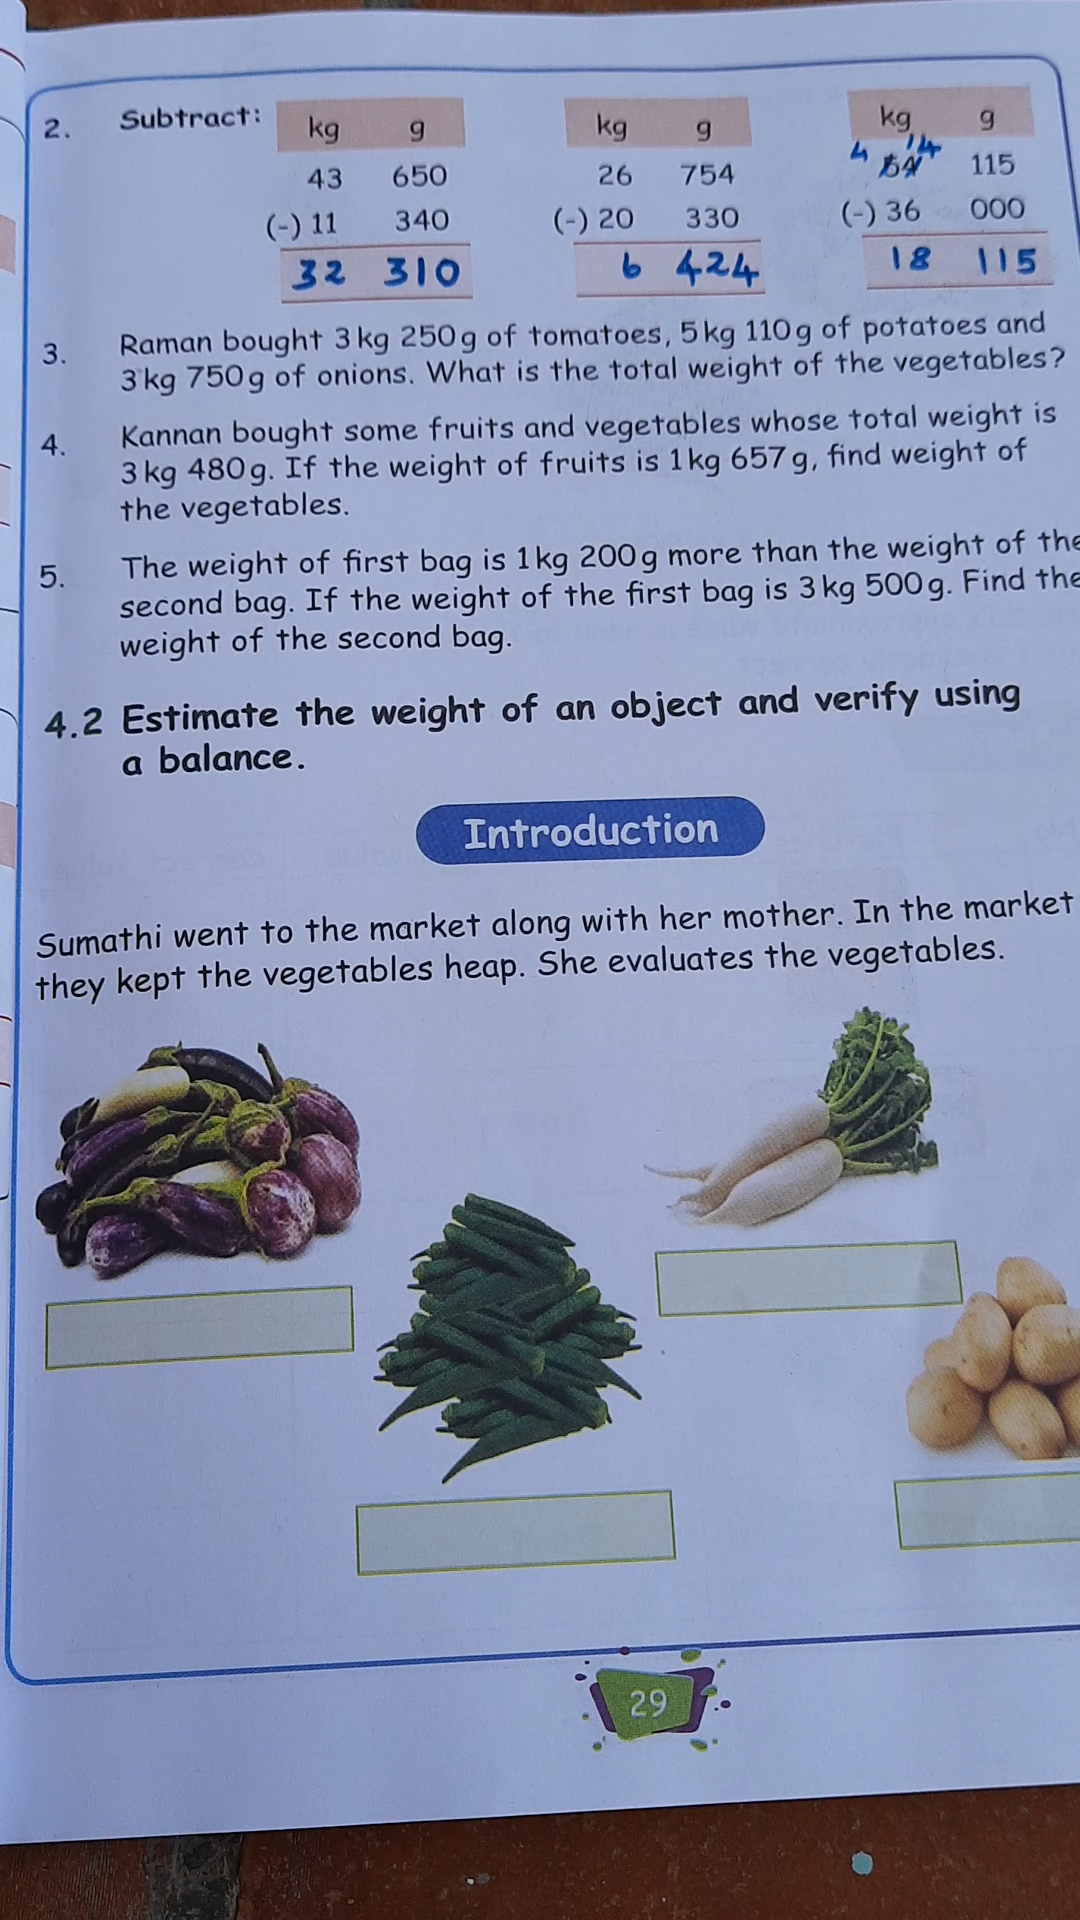 2. Subtract:
kg g
43 650
(-) 11 340
32 310
kg g
26 754
(-) 20 330
6 424
kg g
4 14
54 115
(-) 36 000
18 115
3. Raman bought 3 kg 250 g of tomatoes, 5 kg 110 g of potatoes and
3 kg 750 g of onions. What is the total weight of the vegetables?
4. Kannan bought some fruits and vegetables whose total weight is
3 kg 480 g. If the weight of fruits is 1 kg 657 g, find weight of
the vegetables.
5. The weight of first bag is 1 kg 200 g more than the weight of the
second bag. If the weight of the first bag is 3 kg 500 g. Find the
weight of the second bag.
4.2 Estimate the weight of an object and verify using
a balance.
Introduction
Sumathi went to the market along with her mother. In the market
they kept the vegetables heap. She evaluates the vegetables.
29